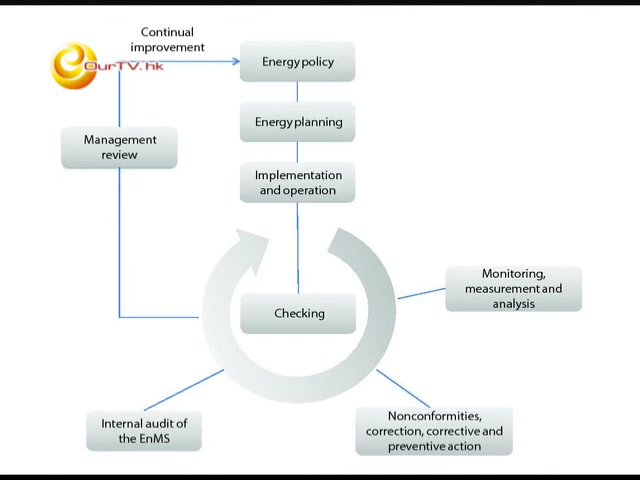 Continual
improvement
OurTV.hk
Energy policy
Energy planning
Management
review
Implementation
and operation
Monitoring,
measurement and
analysis
Checking
Internal audit of
the EnMS
Nonconformities,
correction, corrective and
preventive action